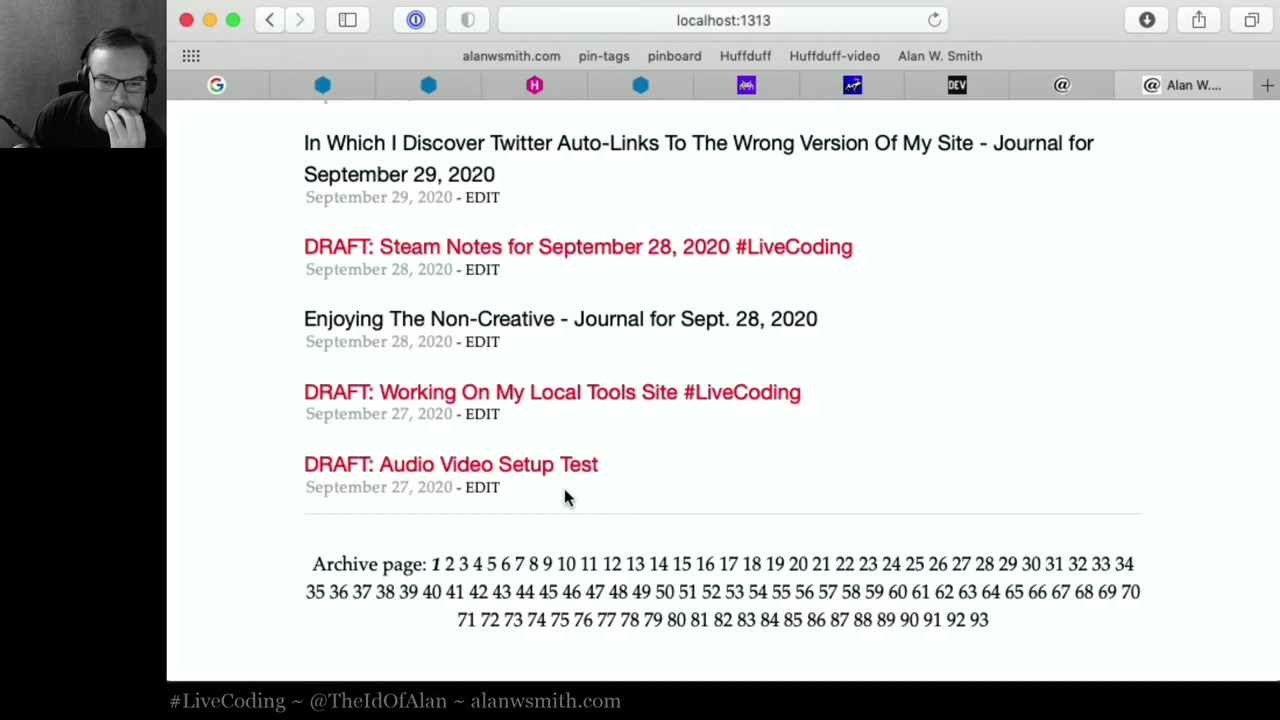 localhost:1313
alanwsmith.com pin-tags pinboard Huffduff Huffduff-video Alan W. Smith
G H DEV @ @ Alan W....
In Which I Discover Twitter Auto-Links To The Wrong Version Of My Site - Journal for
September 29, 2020
September 29, 2020 - EDIT
DRAFT: Steam Notes for September 28, 2020 #LiveCoding
September 28, 2020 - EDIT
Enjoying The Non-Creative - Journal for Sept. 28, 2020
September 28, 2020 - EDIT
DRAFT: Working On My Local Tools Site #LiveCoding
September 27, 2020 - EDIT
DRAFT: Audio Video Setup Test
September 27, 2020 - EDIT
Archive page: 1 2 3 4 5 6 7 8 9 10 11 12 13 14 15 16 17 18 19 20 21 22 23 24 25 26 27 28 29 30 31 32 33 34
35 36 37 38 39 40 41 42 43 44 45 46 47 48 49 50 51 52 53 54 55 56 57 58 59 60 61 62 63 64 65 66 67 68 69 70
71 72 73 74 75 76 77 78 79 80 81 82 83 84 85 86 87 88 89 90 91 92 93
#LiveCoding ~ @TheIdOfAlan ~ alanwsmith.com